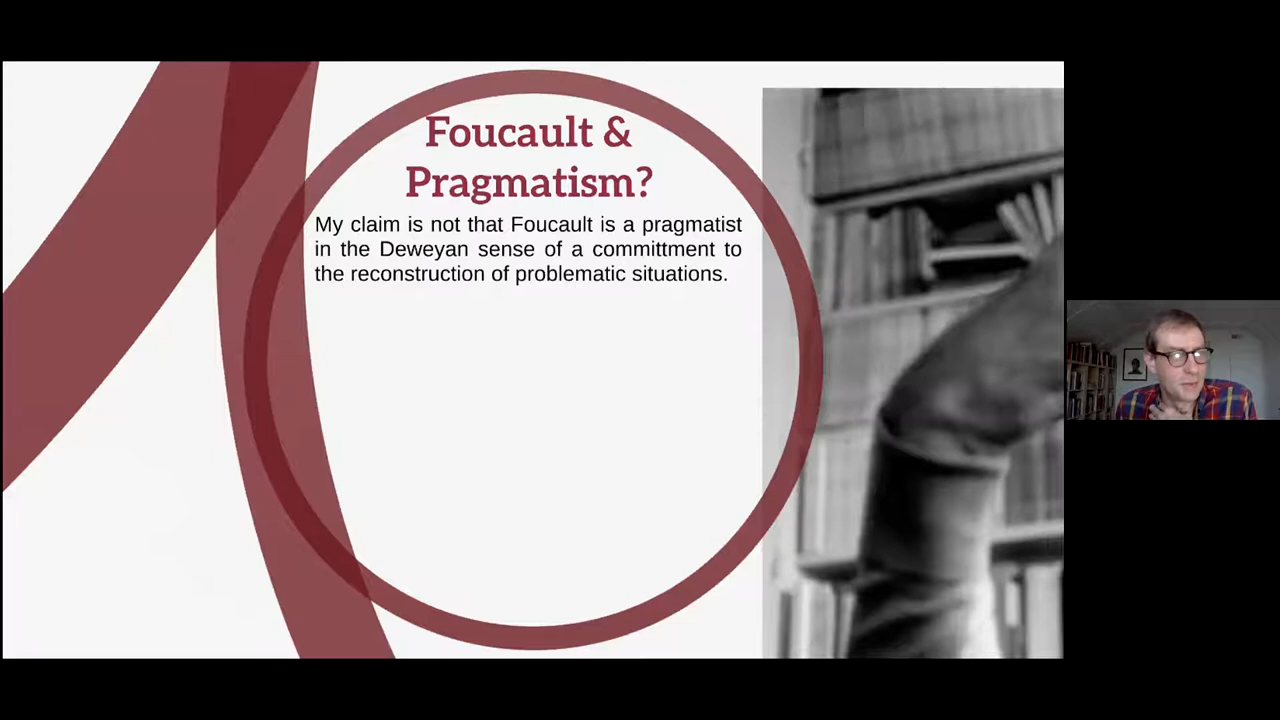 Foucault &
Pragmatism?
My claim is not that Foucault is a pragmatist
in the Deweyan sense of a committment to
the reconstruction of problematic situations.